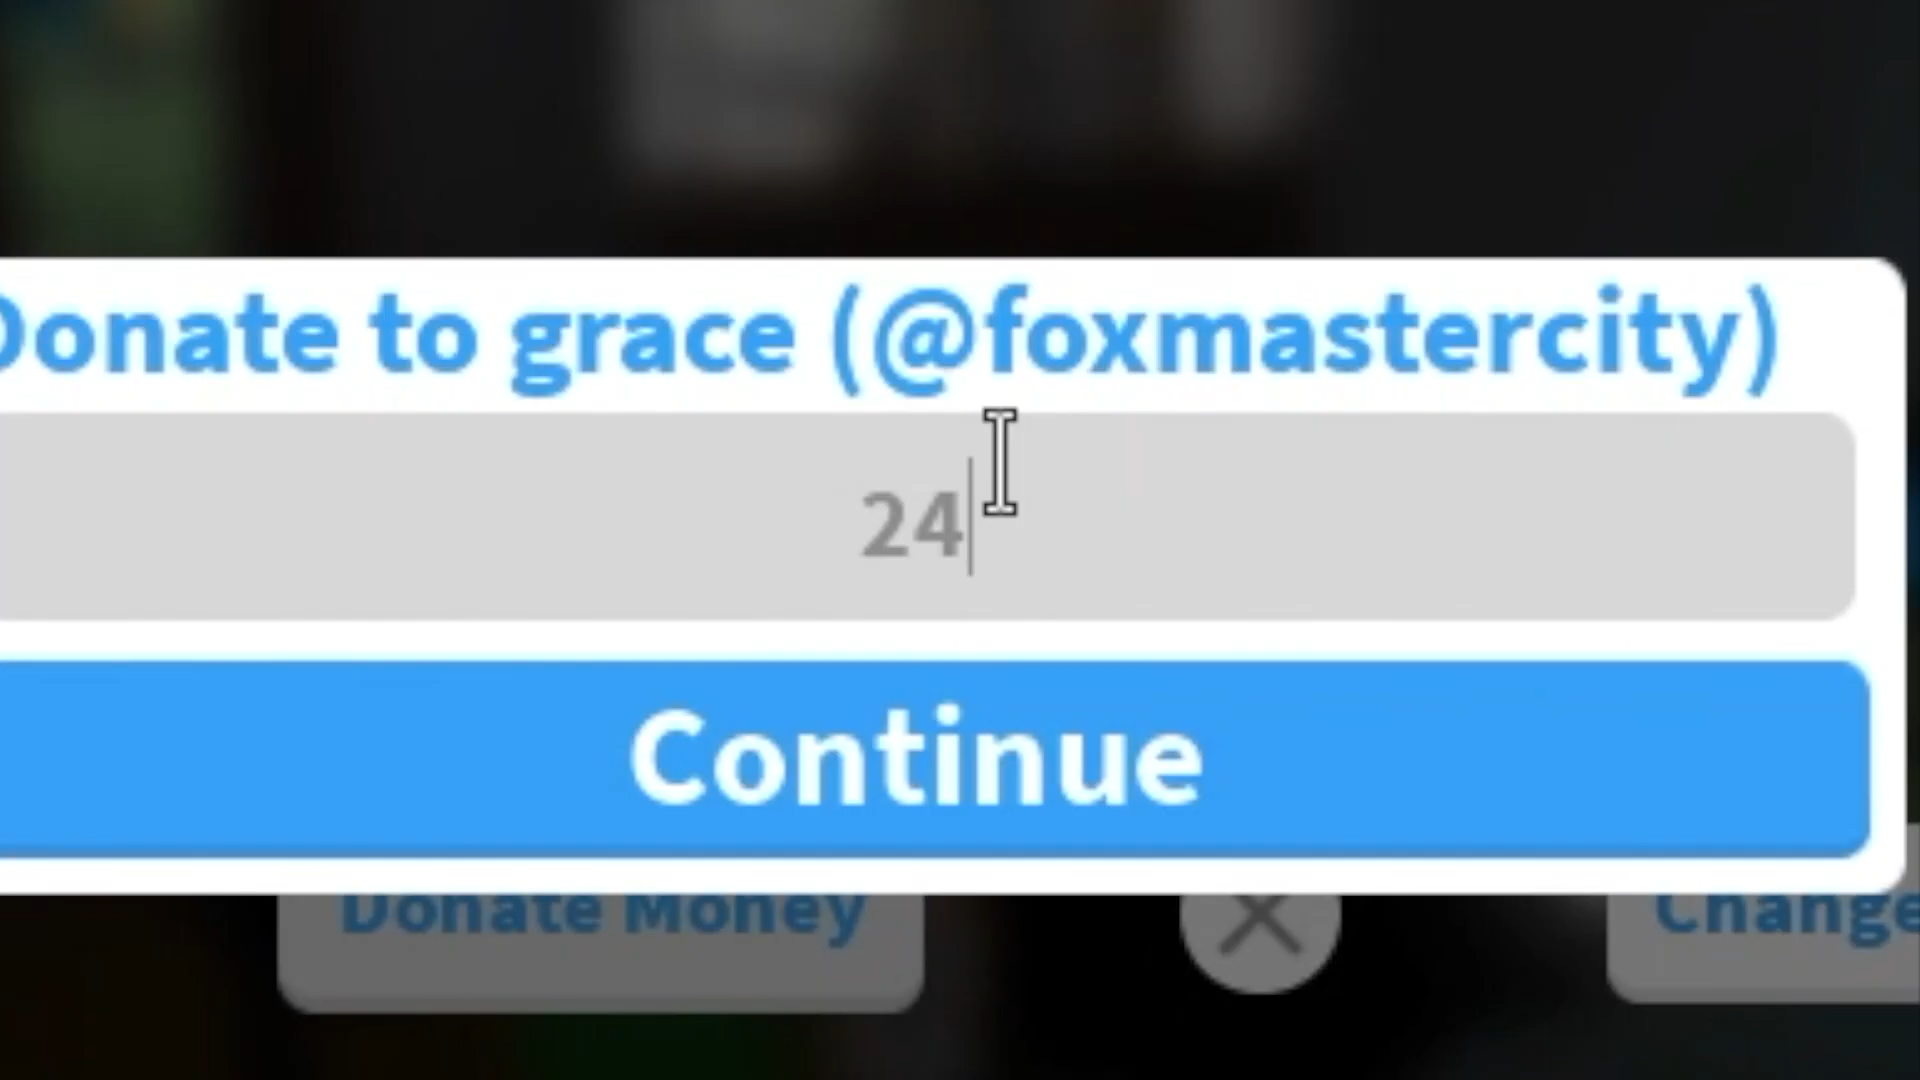 Donate to grace (@foxmastercity)
24
Continue
Donate Money
Change